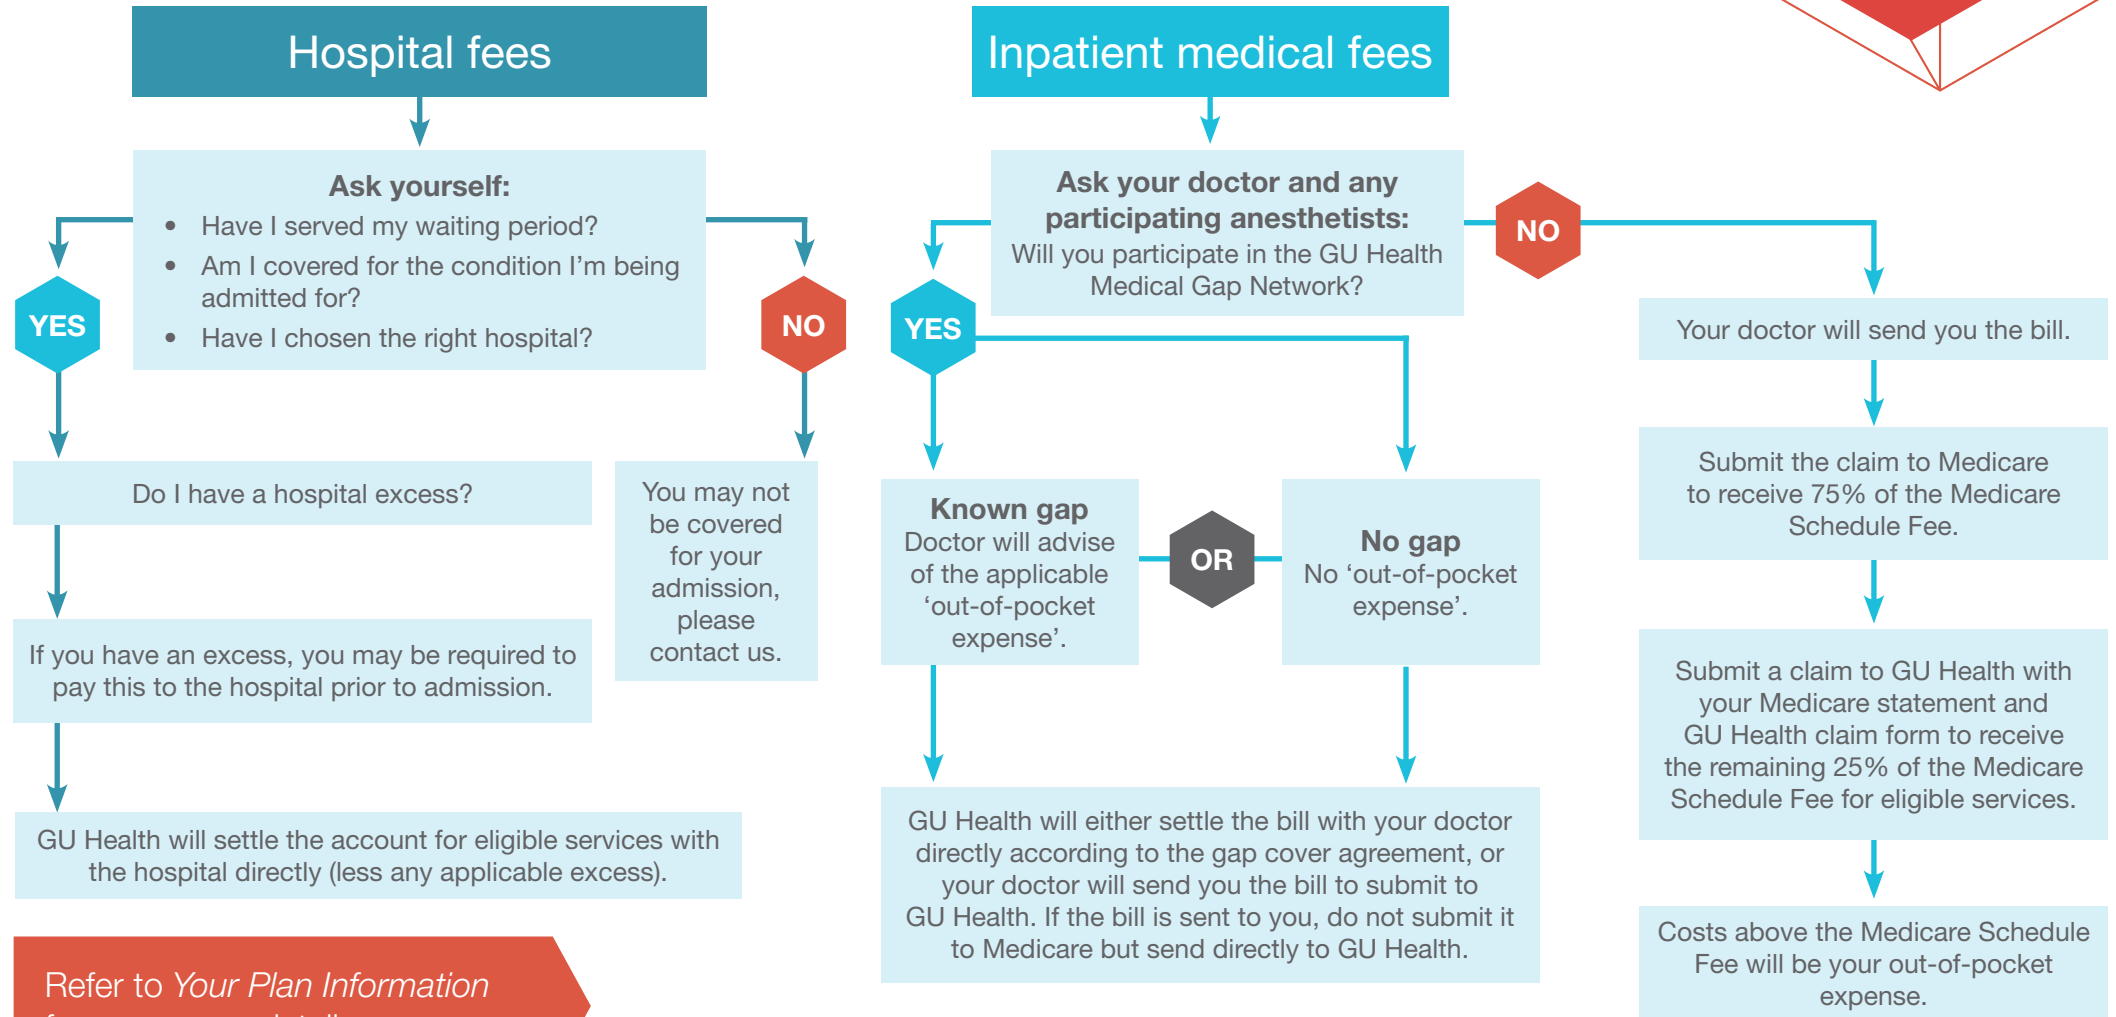 Hospital fees
Ask yourself:
• Have I served my waiting period?
• Am I covered for the condition I'm being
admitted for?
• Have I chosen the right hospital?
YES
NO
Do I have a hospital excess?
If you have an excess, you may be required to
pay this to the hospital prior to admission.
GU Health will settle the account for eligible services with
the hospital directly (less any applicable excess).
You may not
be covered
for your
admission,
please
contact us.
Refer to Your Plan Information
Inpatient medical fees
Ask your doctor and any
participating anesthetists:
Will you participate in the GU Health
Medical Gap Network?
YES
NO
Known gap
Doctor will advise
of the applicable
‘out-of-pocket
expense’.
OR
No gap
No ‘out-of-pocket
expense’.
GU Health will either settle the bill with your doctor
directly according to the gap cover agreement, or
your doctor will send you the bill to submit to
GU Health. If the bill is sent to you, do not submit it
to Medicare but send directly to GU Health.
Your doctor will send you the bill.
Submit the claim to Medicare
to receive 75% of the Medicare
Schedule Fee.
Submit a claim to GU Health with
your Medicare statement and
GU Health claim form to receive
the remaining 25% of the Medicare
Schedule Fee for eligible services.
Costs above the Medicare Schedule
Fee will be your out-of-pocket
expense.